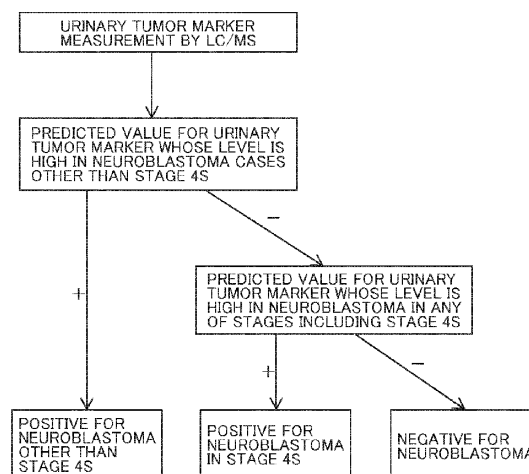 URINARY TUMOR MARKER
MEASUREMENT BY LC/MS
PREDICTED VALUE FOR URINARY
TUMOR MARKER WHOSE LEVEL IS
HIGH IN NEUROBLASTOMA CASES
OTHER THAN STAGE 4S
−
+
PREDICTED VALUE FOR URINARY
TUMOR MARKER WHOSE LEVEL IS
HIGH IN NEUROBLASTOMA IN ANY
OF STAGES INCLUDING STAGE 4S
+
−
POSITIVE FOR
NEUROBLASTOMA
OTHER THAN
STAGE 4S
POSITIVE FOR
NEUROBLASTOMA
IN STAGE 4S
NEGATIVE FOR
NEUROBLASTOMA